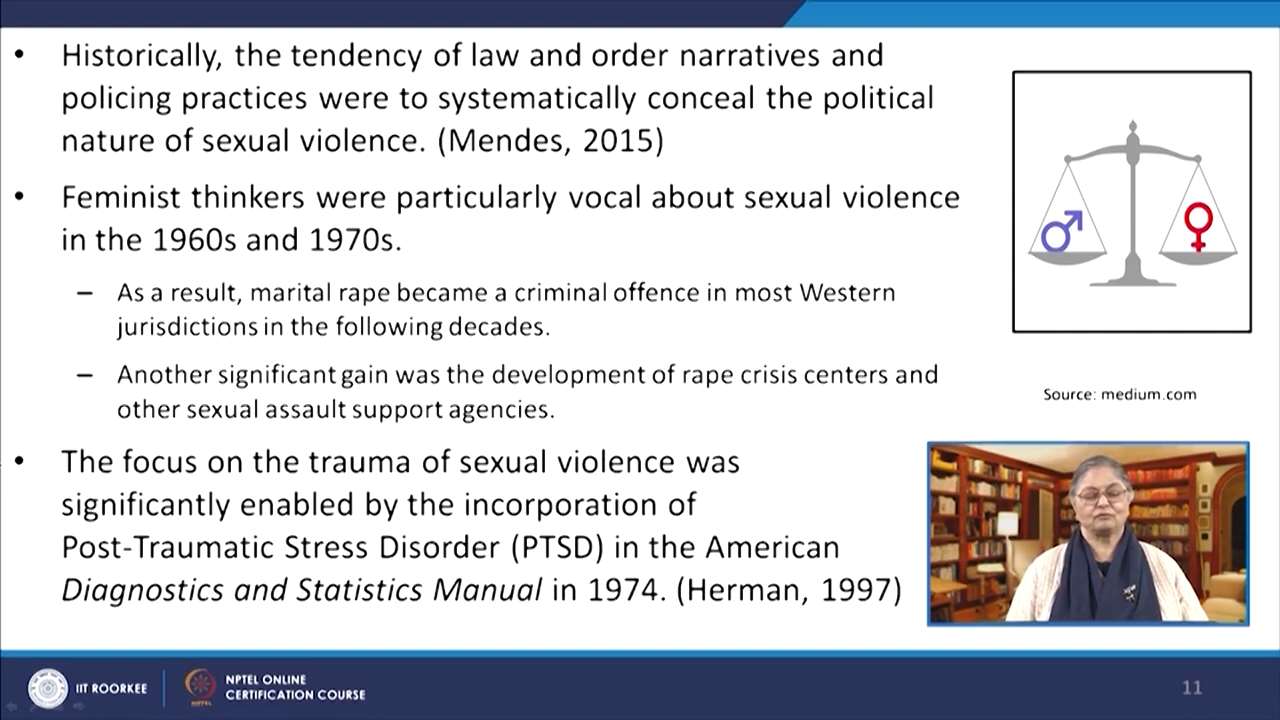 • Historically, the tendency of law and order narratives and
policing practices were to systematically conceal the political
nature of sexual violence. (Mendes, 2015)
• Feminist thinkers were particularly vocal about sexual violence
in the 1960s and 1970s.
– As a result, marital rape became a criminal offence in most Western
jurisdictions in the following decades.
– Another significant gain was the development of rape crisis centers and
other sexual assault support agencies.
• The focus on the trauma of sexual violence was
significantly enabled by the incorporation of
Post-Traumatic Stress Disorder (PTSD) in the American
Diagnostics and Statistics Manual in 1974. (Herman, 1997)
Source: medium.com
IIT ROORKEE
NPTEL
NPTEL ONLINE
CERTIFICATION COURSE
11